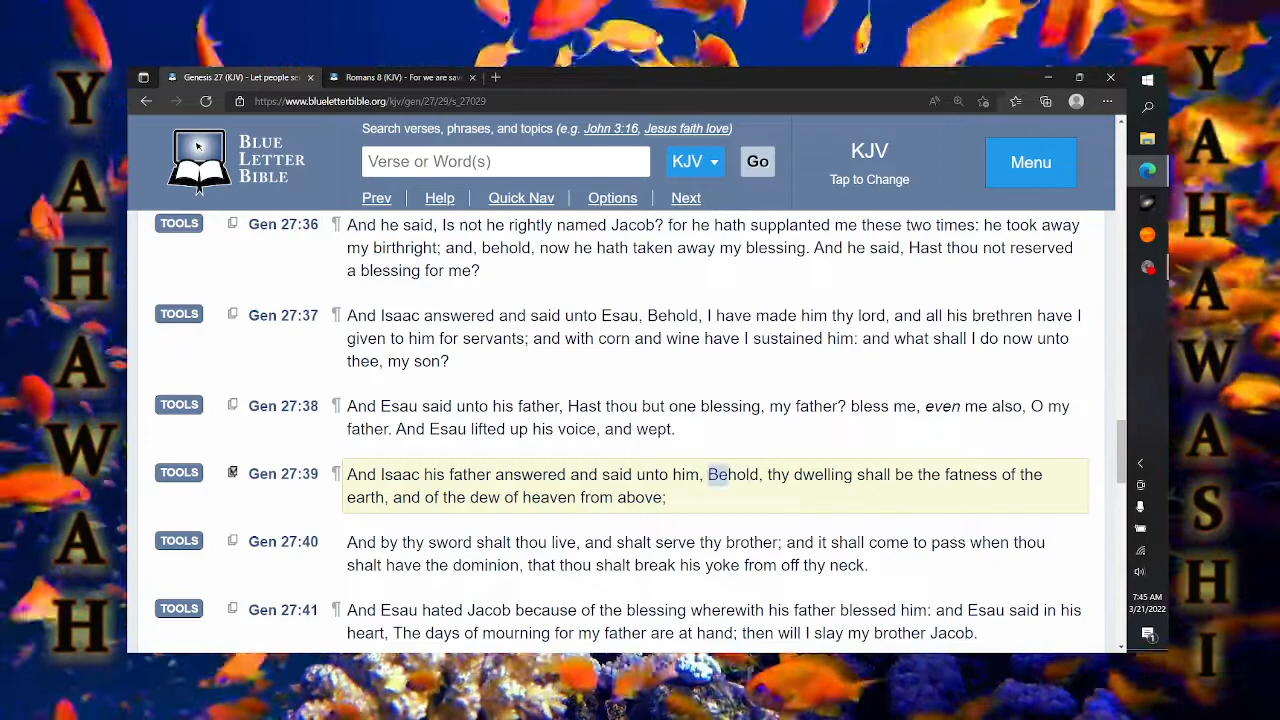 YAHAWAH
Genesis 27 (KJV) - Let people se
Romans 8 (KJV) - For we are sav
https://www.blueletterbible.org/kjv/gen/27/29/s_27029
BLUE
LETTER
BIBLE
Search verses, phrases, and topics (e.g. John 3:16, Jesus faith love)
Verse or Word(s)
KJV
Go
Prev
Help
Quick Nav
Options
Next
KJV
Tap to Change
Menu
TOOLS Gen 27:36 ¶ And he said, Is not he rightly named Jacob? for he hath supplanted me these two times: he took away
my birthright; and, behold, now he hath taken away my blessing. And he said, Hast thou not reserved
a blessing for me?
TOOLS Gen 27:37 ¶ And Isaac answered and said unto Esau, Behold, I have made him thy lord, and all his brethren have I
given to him for servants; and with corn and wine have I sustained him: and what shall I do now unto
thee, my son?
TOOLS Gen 27:38 ¶ And Esau said unto his father, Hast thou but one blessing, my father? bless me, even me also, O my
father. And Esau lifted up his voice, and wept.
TOOLS Gen 27:39 ¶ And Isaac his father answered and said unto him, Behold, thy dwelling shall be the fatness of the
earth, and of the dew of heaven from above;
TOOLS Gen 27:40 ¶ And by thy sword shalt thou live, and shalt serve thy brother; and it shall come to pass when thou
shalt have the dominion, that thou shalt break his yoke from off thy neck.
TOOLS Gen 27:41 ¶ And Esau hated Jacob because of the blessing wherewith his father blessed him: and Esau said in his
heart, The days of mourning for my father are at hand; then will I slay my brother Jacob.
7:45 AM
3/21/2022
1
YAHAWASHI